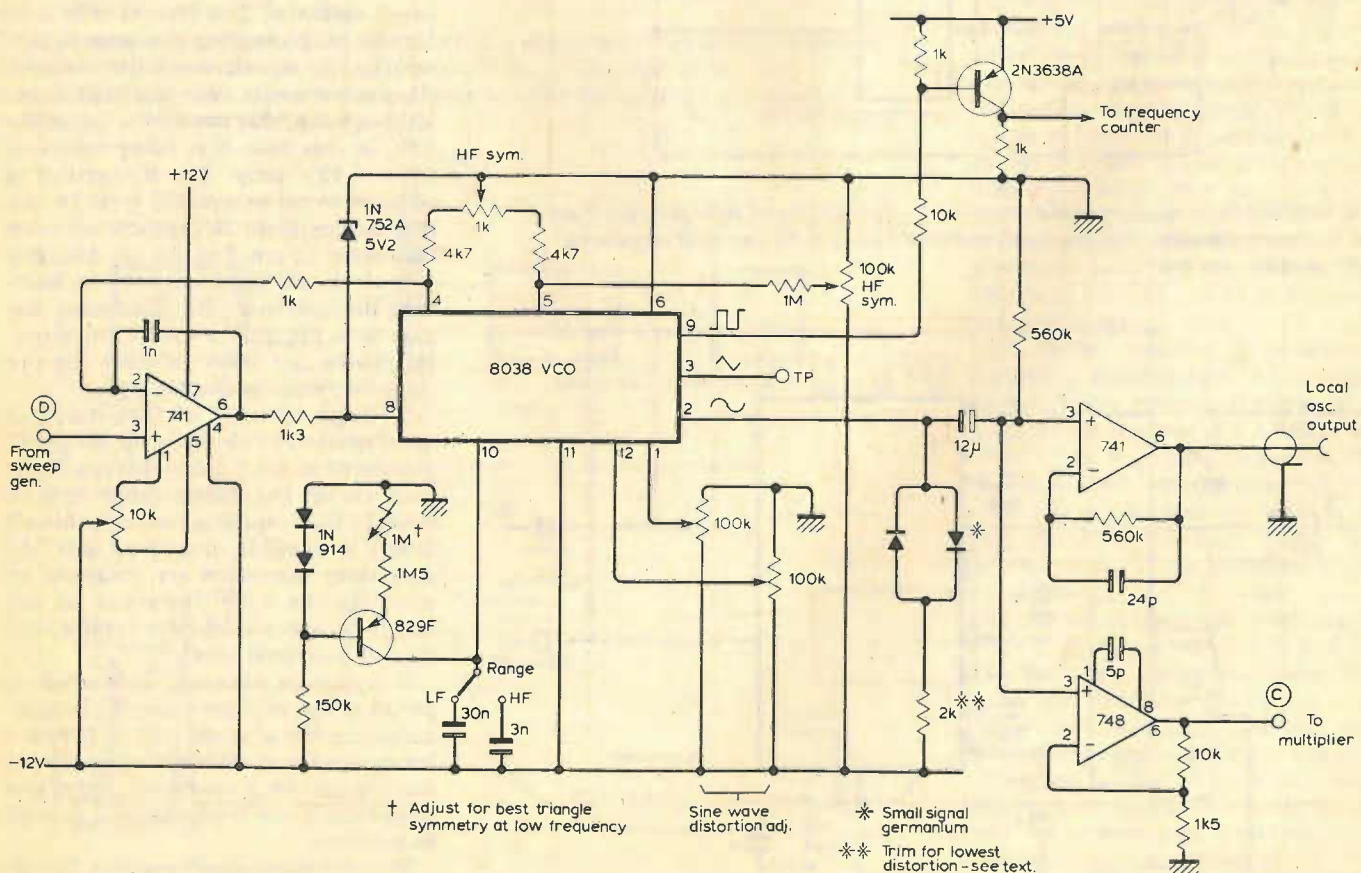 +5V
1k
2N3638A
To frequency
counter
1k
+12V
HF sym.
1N
752A
5V2
1k
4k7
4k7
10k
1k
4
5
6
1M
100k
HF
sym.
1n
2
7
741
6
4
3
5
1
1k3
8
8038 VCO
9
3
TP
2
10
11
12
1
D
From
sweep
gen.
10k
560k
12µ
3
741
6
2
Local
osc.
output
560k
24p
1N
914
1M†
1M5
829F
100k
100k
150k
Range
LF
HF
30n
3n
2k
5p
1
8
3
748
6
2
C
To
multiplier
10k
1k5
-12V
† Adjust for best triangle
symmetry at low frequency
Sine wave
distortion adj.
※ Small signal
germanium
※※ Trim for lowest
distortion – see text.